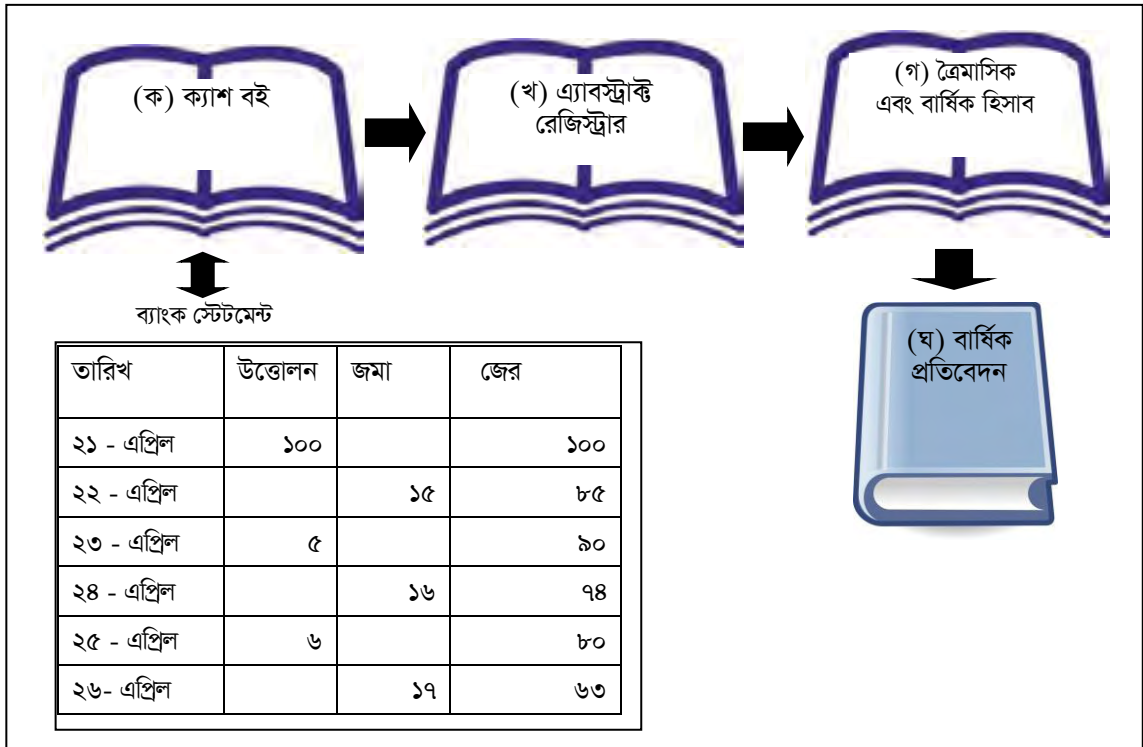 (ক) ক্যাশ বই
(খ) এ্যাবস্ট্রাক্ট
রেজিস্ট্রার
(গ) ত্রৈমাসিক
এবং বার্ষিক হিসাব
ব্যাংক স্টেটমেন্ট
(ঘ) বার্ষিক
প্রতিবেদন
তারিখ উত্তোলন জমা জের
২১ - এপ্রিল ১০০ ১০০
২২ - এপ্রিল ১৫ ৮৫
২৩ - এপ্রিল ৫ ৯০
২৪ - এপ্রিল ১৬ ৭৪
২৫ - এপ্রিল ৬ ৮০
২৬- এপ্রিল ১৭ ৬৩